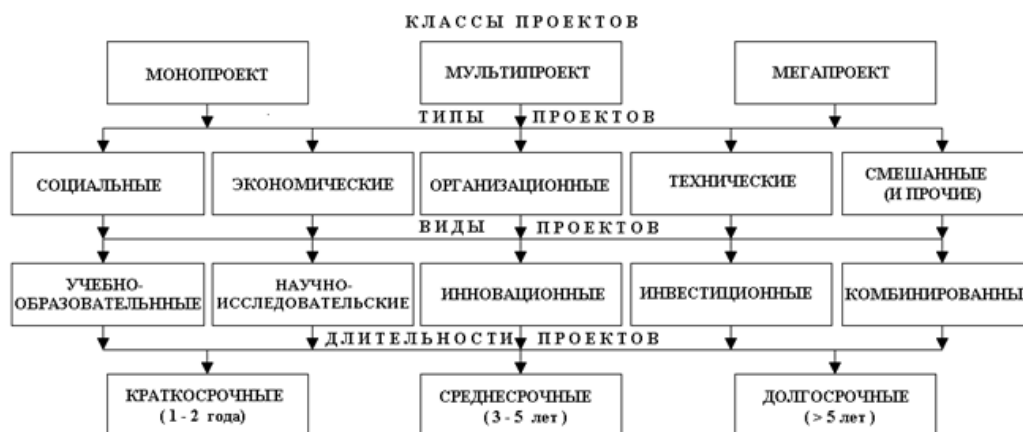 КЛАССЫ ПРОЕКТОВ
МОНОПРОЕКТ
МУЛЬТИПРОЕКТ
МЕГАПРОЕКТ
ТИПЫ ПРОЕКТОВ
СОЦИАЛЬНЫЕ
ЭКОНОМИЧЕСКИЕ
ОРГАНИЗАЦИОННЫЕ
ТЕХНИЧЕСКИЕ
СМЕШАННЫЕ
(И ПРОЧИЕ)
ВИДЫ ПРОЕКТОВ
УЧЕБНО-
ОБРАЗОВАТЕЛЬННЫЕ
НАУЧНО-
ИССЛЕДОВАТЕЛЬСКИЕ
ИННОВАЦИОННЫЕ
ИНВЕСТИЦИОННЫЕ
КОМБИНИРОВАННЫ
ДЛИТЕЛЬНОСТИ ПРОЕКТОВ
КРАТКОСРОЧНЫЕ
( 1 - 2 года)
СРЕДНЕСРОЧНЫЕ
( 3 - 5 лет )
ДОЛГОСРОЧНЫЕ
( > 5 лет )